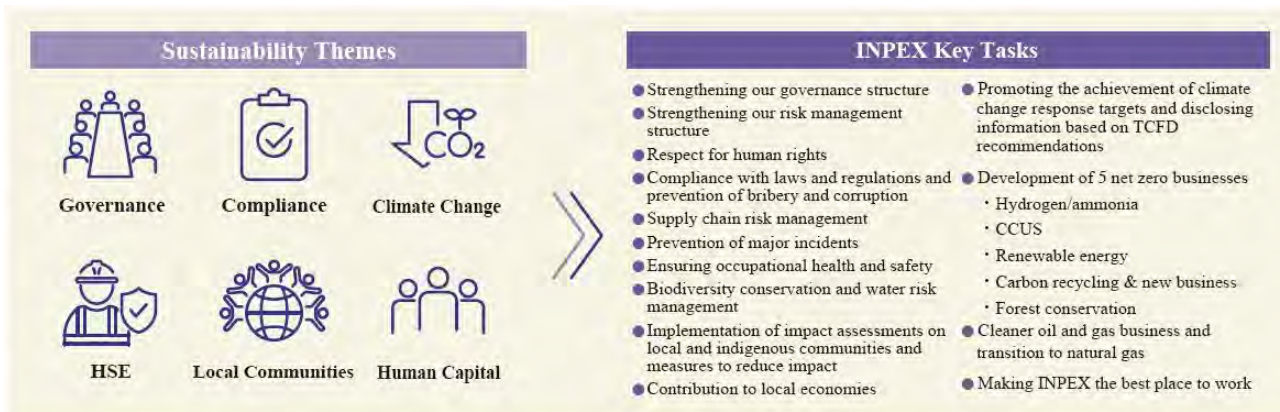 Sustainability Themes
Governance
Compliance
CO₂
Climate Change
HSE
Local Communities
Human Capital
INPEX Key Tasks
● Strengthening our governance structure
● Strengthening our risk management
structure
● Respect for human rights
● Compliance with laws and regulations and
prevention of bribery and corruption
● Supply chain risk management
● Prevention of major incidents
● Ensuring occupational health and safety
● Biodiversity conservation and water risk
management
● Implementation of impact assessments on
local and indigenous communities and
measures to reduce impact
● Contribution to local economies
● Promoting the achievement of climate
change response targets and disclosing
information based on TCFD
recommendations
● Development of 5 net zero businesses
・Hydrogen/ammonia
・CCUS
・Renewable energy
・Carbon recycling & new business
・Forest conservation
● Cleaner oil and gas business and
transition to natural gas
● Making INPEX the best place to work